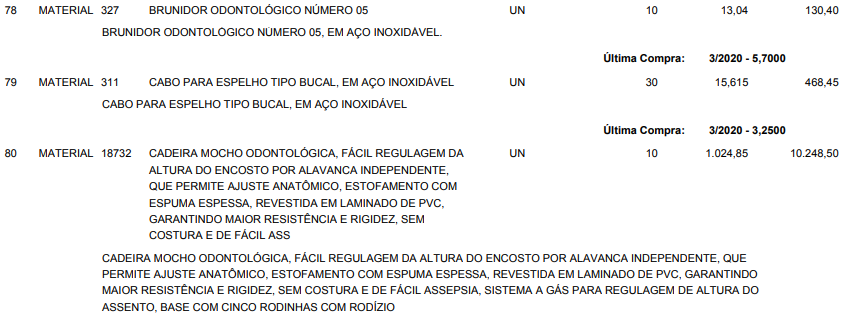 78 MATERIAL 327 BRUNIDOR ODONTOLÓGICO NÚMERO 05 UN 10 13,04 130,40
BRUNIDOR ODONTOLÓGICO NÚMERO 05, EM AÇO INOXIDÁVEL.
Última Compra: 3/2020 - 5,7000
79 MATERIAL 311 CABO PARA ESPELHO TIPO BUCAL, EM AÇO INOXIDÁVEL UN 30 15,615 468,45
CABO PARA ESPELHO TIPO BUCAL, EM AÇO INOXIDÁVEL
Última Compra: 3/2020 - 3,2500
80 MATERIAL 18732 CADEIRA MOCHO ODONTOLÓGICA, FÁCIL REGULAGEM DA UN 10 1.024,85 10.248,50
ALTURA DO ENCOSTO POR ALAVANCA INDEPENDENTE,
QUE PERMITE AJUSTE ANATÔMICO, ESTOFAMENTO COM
ESPUMA ESPESSA, REVESTIDA EM LAMINADO DE PVC,
GARANTINDO MAIOR RESISTÊNCIA E RIGIDEZ, SEM
COSTURA E DE FÁCIL ASS
CADEIRA MOCHO ODONTOLÓGICA, FÁCIL REGULAGEM DA ALTURA DO ENCOSTO POR ALAVANCA INDEPENDENTE, QUE
PERMITE AJUSTE ANATÔMICO, ESTOFAMENTO COM ESPUMA ESPESSA, REVESTIDA EM LAMINADO DE PVC, GARANTINDO
MAIOR RESISTÊNCIA E RIGIDEZ, SEM COSTURA E DE FÁCIL ASSEPSIA, SISTEMA A GÁS PARA REGULAGEM DE ALTURA DO
ASSENTO, BASE COM CINCO RODINHAS COM RODÍZIO